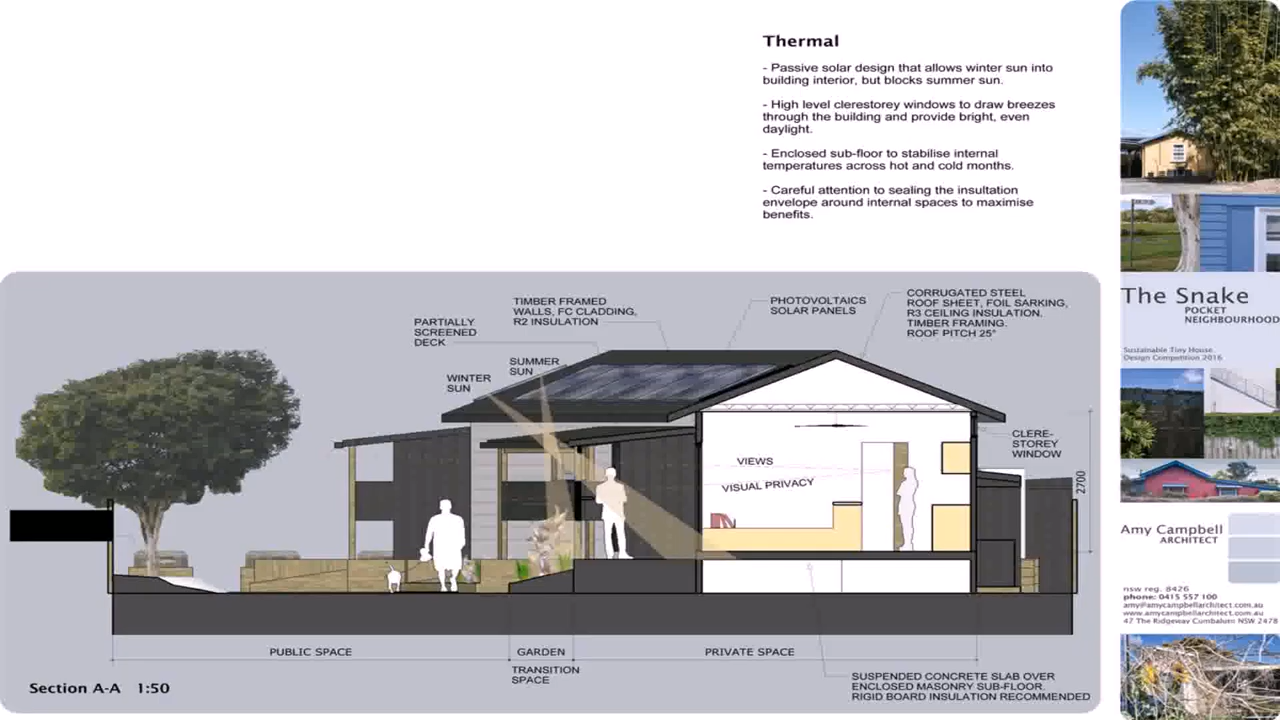 Thermal
- Passive solar design that allows winter sun into
building interior, but blocks summer sun.
- High level clerestorey windows to draw breezes
through the building and provide bright, even
daylight.
- Enclosed sub-floor to stabilise internal
temperatures across hot and cold months.
- Careful attention to sealing the insultation
envelope around internal spaces to maximise
benefits.
TIMBER FRAMED
WALLS, FC CLADDING,
R2 INSULATION
PARTIALLY
SCREENED
DECK
SUMMER
SUN
WINTER
SUN
PHOTOVOLTAICS
SOLAR PANELS
CORRUGATED STEEL
ROOF SHEET, FOIL SARKING,
R3 CEILING INSULATION.
TIMBER FRAMING.
ROOF PITCH 25°
CLERE-
STOREY
WINDOW
VIEWS
VISUAL PRIVACY
2700
PUBLIC SPACE
GARDEN
PRIVATE SPACE
TRANSITION
SPACE
SUSPENDED CONCRETE SLAB OVER
ENCLOSED MASONRY SUB-FLOOR.
RIGID BOARD INSULATION RECOMMENDED
Section A-A 1:50
The Snake
POCKET
NEIGHBOURHOOD
Sustainable Tiny House
Design Competition 2016
Amy Campbell
ARCHITECT
nsw reg. 8426
phone: 0415 557 100
amy@amycampbellarchitect.com.au
www.amycampbellarchitect.com.au
47 The Ridgeway Cumbalum NSW 2478